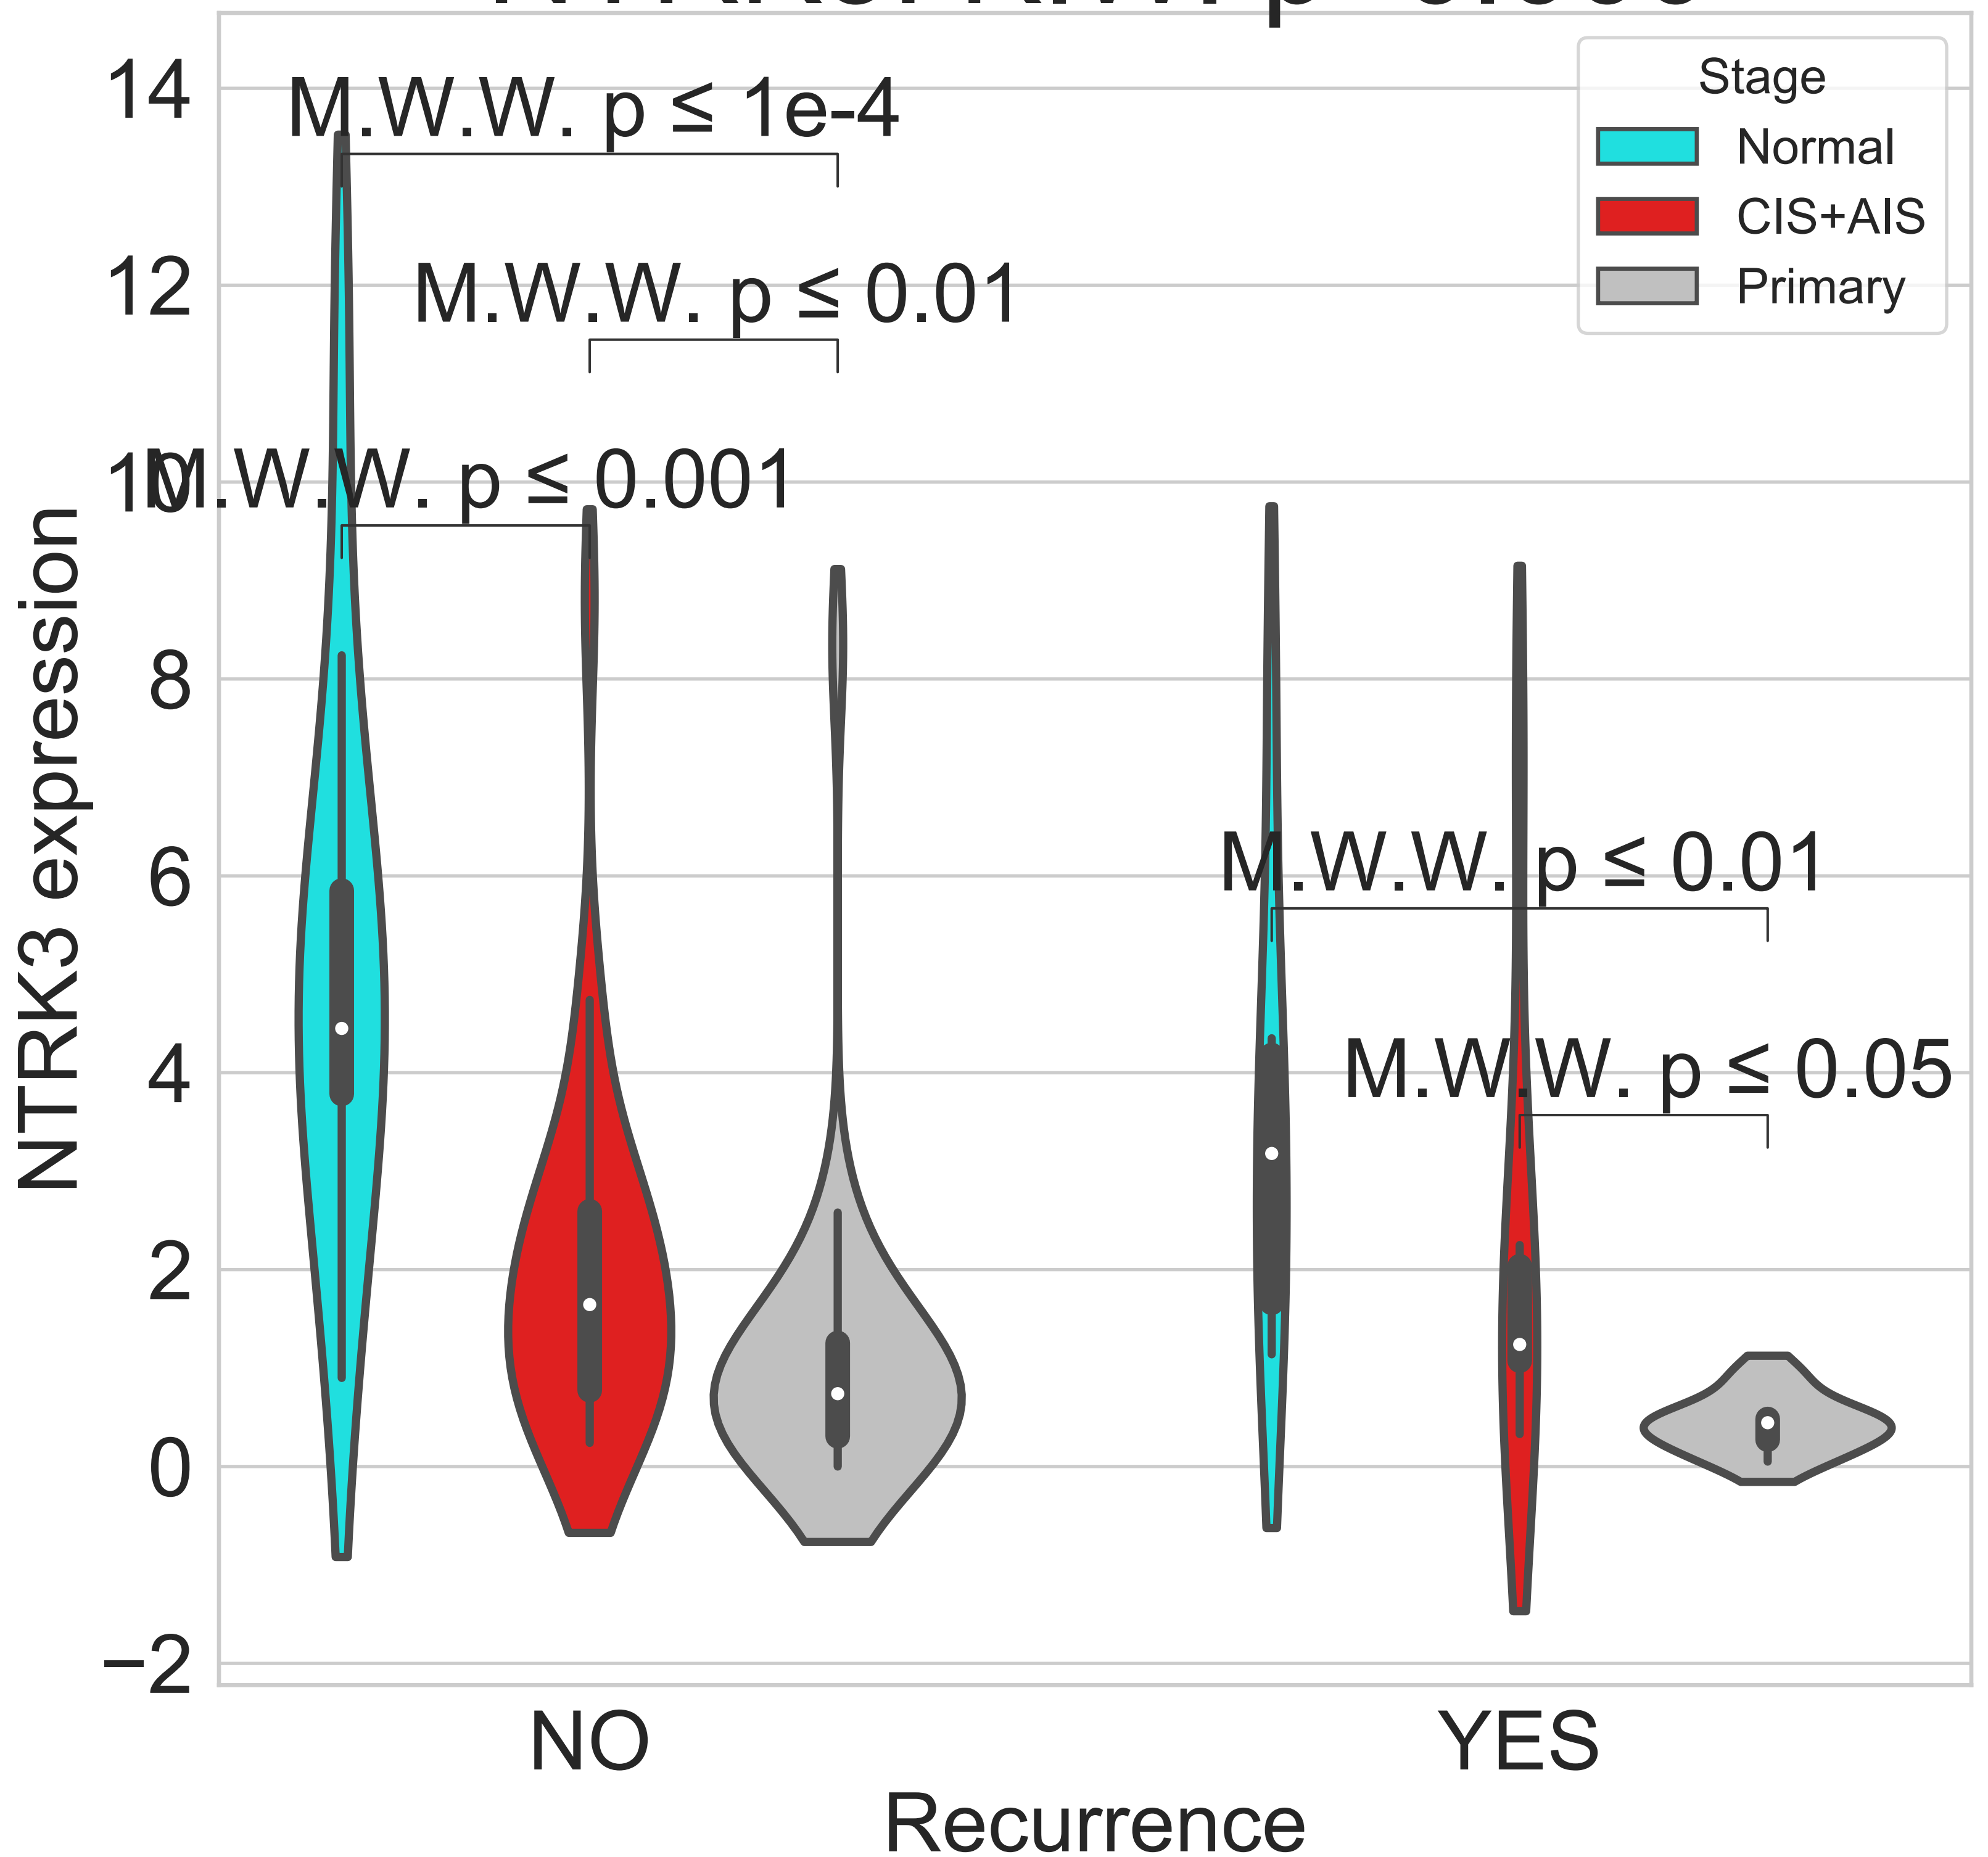 14
12
10
8
6
4
2
0
−2
NTRK3 expression
M.W.W. p ≤ 1e-4
M.W.W. p ≤ 0.01
M.W.W. p ≤ 0.001
M.W.W. p ≤ 0.01
M.W.W. p ≤ 0.05
Stage
Normal
CIS+AIS
Primary
NO
YES
Recurrence